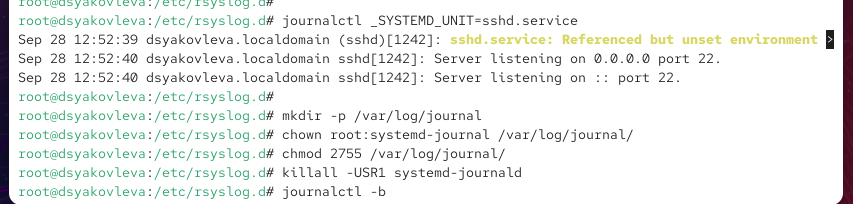 root@dsyakovleva:/etc/rsyslog.d#
root@dsyakovleva:/etc/rsyslog.d# journalctl _SYSTEMD_UNIT=sshd.service
Sep 28 12:52:39 dsyakovleva.localdomain (sshd)[1242]: sshd.service: Referenced but unset environment >
Sep 28 12:52:40 dsyakovleva.localdomain sshd[1242]: Server listening on 0.0.0.0 port 22.
Sep 28 12:52:40 dsyakovleva.localdomain sshd[1242]: Server listening on :: port 22.
root@dsyakovleva:/etc/rsyslog.d#
root@dsyakovleva:/etc/rsyslog.d# mkdir -p /var/log/journal
root@dsyakovleva:/etc/rsyslog.d# chown root:systemd-journal /var/log/journal/
root@dsyakovleva:/etc/rsyslog.d# chmod 2755 /var/log/journal/
root@dsyakovleva:/etc/rsyslog.d# killall -USR1 systemd-journald
root@dsyakovleva:/etc/rsyslog.d# journalctl -b